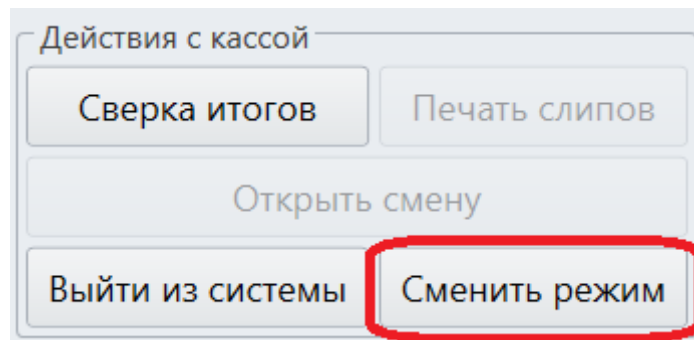 Действия с кассой
Сверка итогов Печать слипов
Открыть смену
Выйти из системы Сменить режим